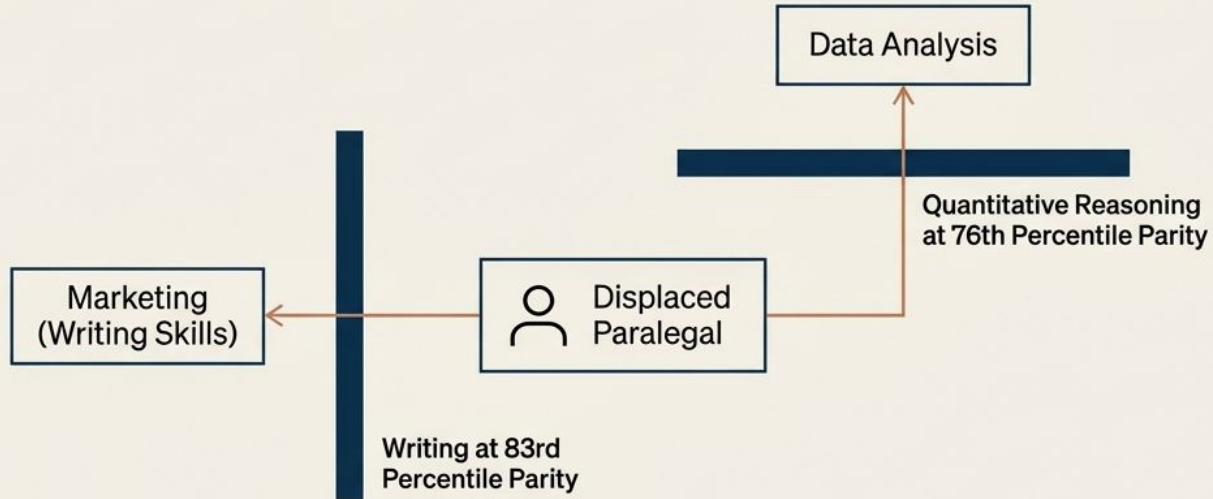 Data Analysis
Quantitative Reasoning
at 76th Percentile Parity
Marketing
(Writing Skills)
Displaced
Paralegal
Writing at 83rd
Percentile Parity